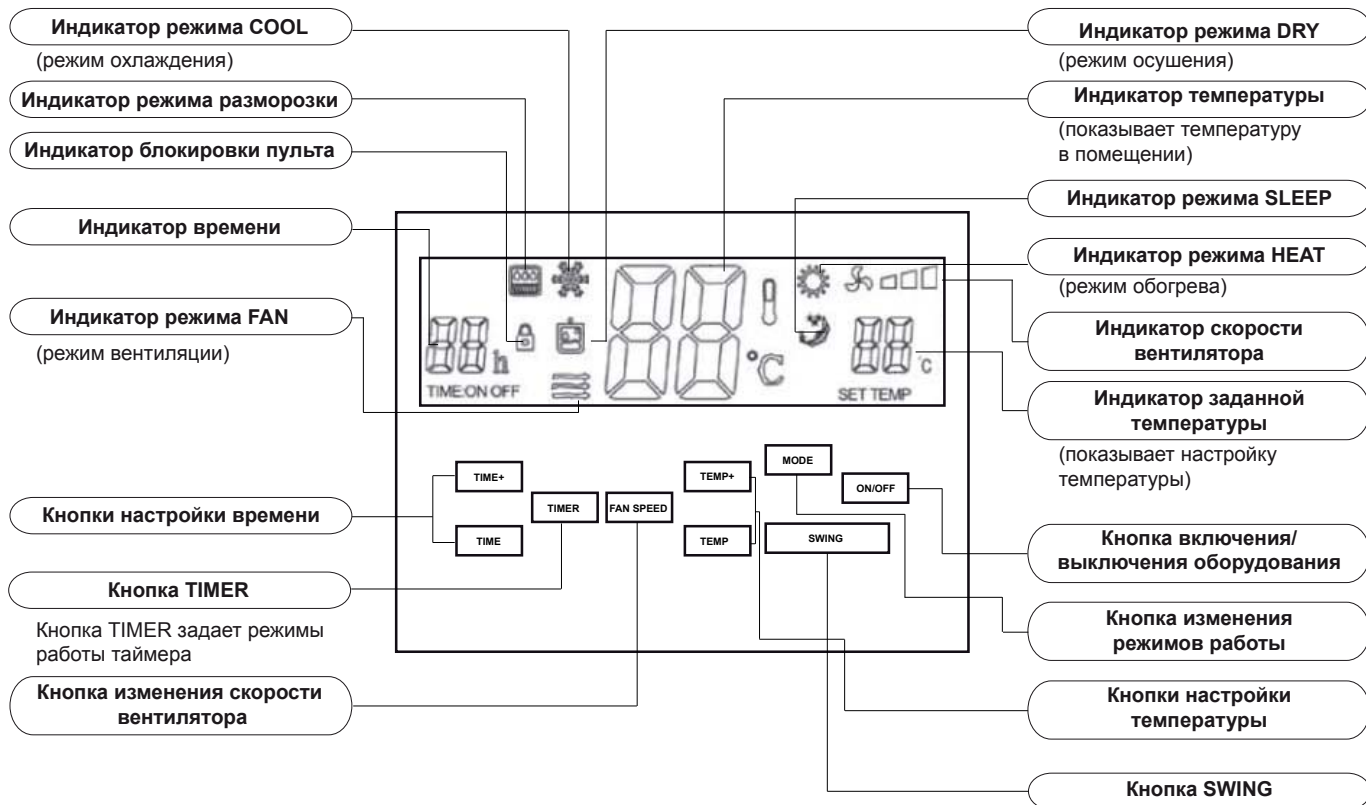 Индикатор режима COOL
(режим охлаждения)
Индикатор режима разморозки
Индикатор блокировки пульта
Индикатор времени
Индикатор режима FAN
(режим вентиляции)
Кнопки настройки времени
Кнопка TIMER
Кнопка TIMER задает режимы
работы таймера
Кнопка изменения скорости
вентилятора
88 h
TIME:ON OFF
88 °C
88 °C
SET TEMP
TIME+
TIME
TIMER
FAN SPEED
TEMP+
TEMP
MODE
ON/OFF
SWING
Индикатор режима DRY
(режим осушения)
Индикатор температуры
(показывает температуру
в помещении)
Индикатор режима SLEEP
Индикатор режима HEAT
(режим обогрева)
Индикатор скорости
вентилятора
Индикатор заданной
температуры
(показывает настройку
температуры)
Кнопка включения/
выключения оборудования
Кнопка изменения
режимов работы
Кнопки настройки
температуры
Кнопка SWING